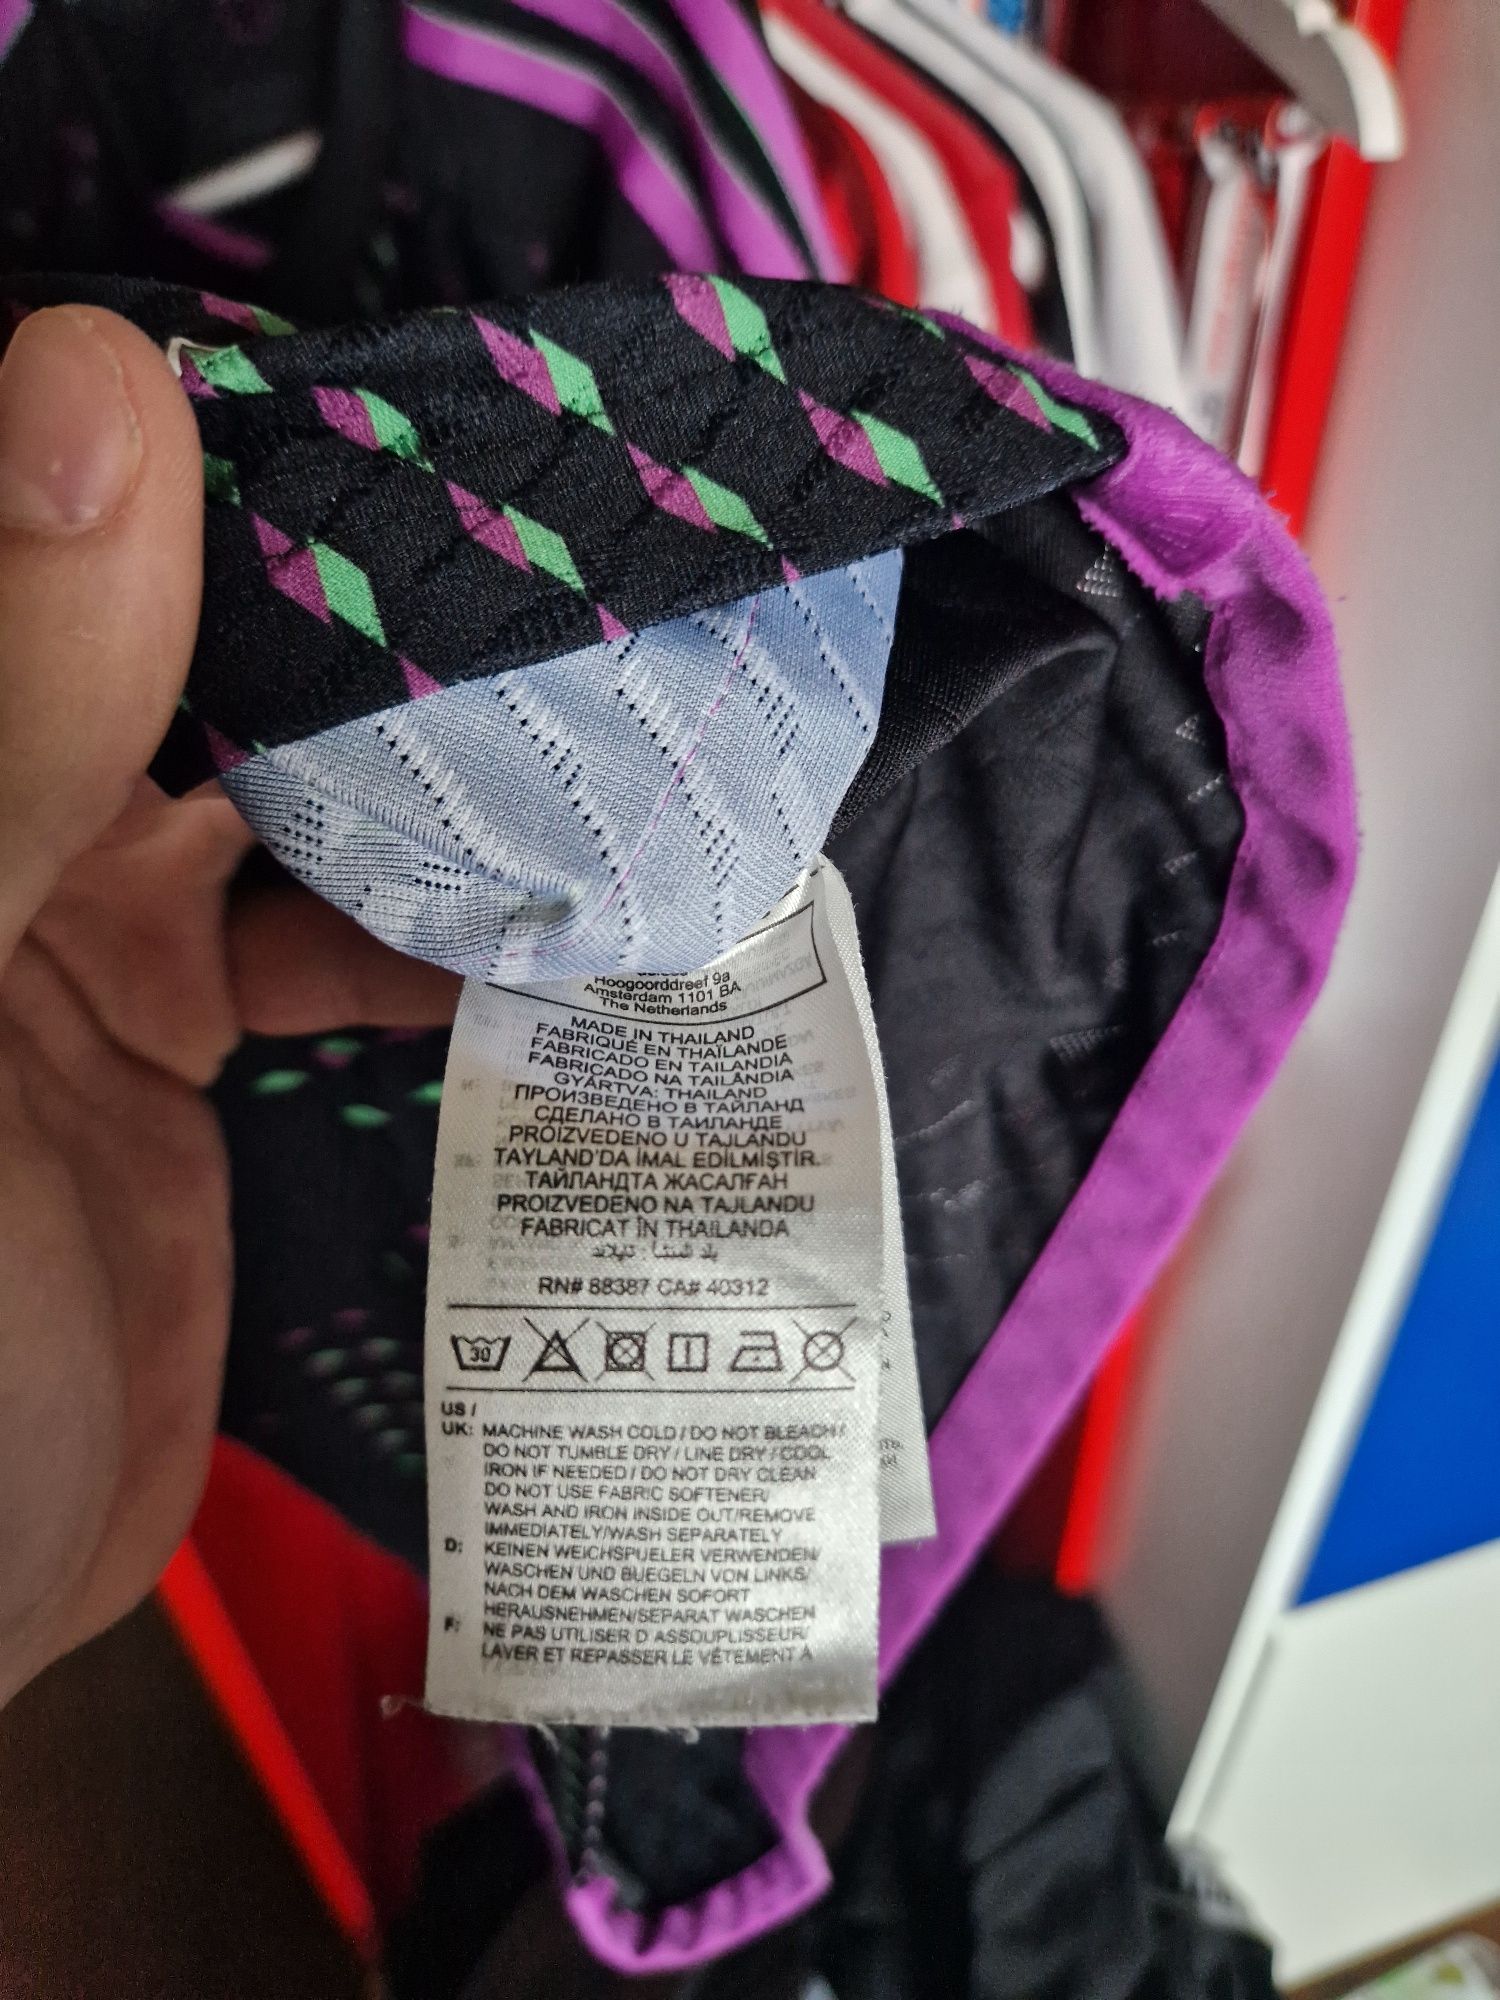 Hoogoorddreef 9a
Amsterdam 1101 BA
The Netherlands
MADE IN THAILAND
FABRIQUÉ EN THAÏLANDE
FABRICADO EN TAILANDIA
FABRICADO NA TAILÂNDIA
GYÁRTVA: THAILAND
ПРОИЗВЕДЕНО В ТАЙЛАНД
СДЕЛАНО В ТАИЛАНДЕ
PROIZVEDENO U TAJLANDU
TAYLAND'DA İMAL EDİLMİŞTİR.
ТАЙЛАНДТА ЖАСАЛҒАН
PROIZVEDENO NA TAJLANDU
FABRICAT ÎN THAILANDA
بلد المنشأ: تايلاند
RN# 88387 CA# 40312
30
US /
UK: MACHINE WASH COLD / DO NOT BLEACH /
DO NOT TUMBLE DRY / LINE DRY / COOL
IRON IF NEEDED / DO NOT DRY CLEAN
DO NOT USE FABRIC SOFTENER/
WASH AND IRON INSIDE OUT/REMOVE
IMMEDIATELY/WASH SEPARATELY
D: KEINEN WEICHSPUELER VERWENDEN/
WASCHEN UND BUEGELN VON LINKS/
NACH DEM WASCHEN SOFORT
HERAUSNEHMEN/SEPARAT WASCHEN
F: NE PAS UTILISER D ASSOUPLISSEUR/
LAVER ET REPASSER LE VÊTEMENT À